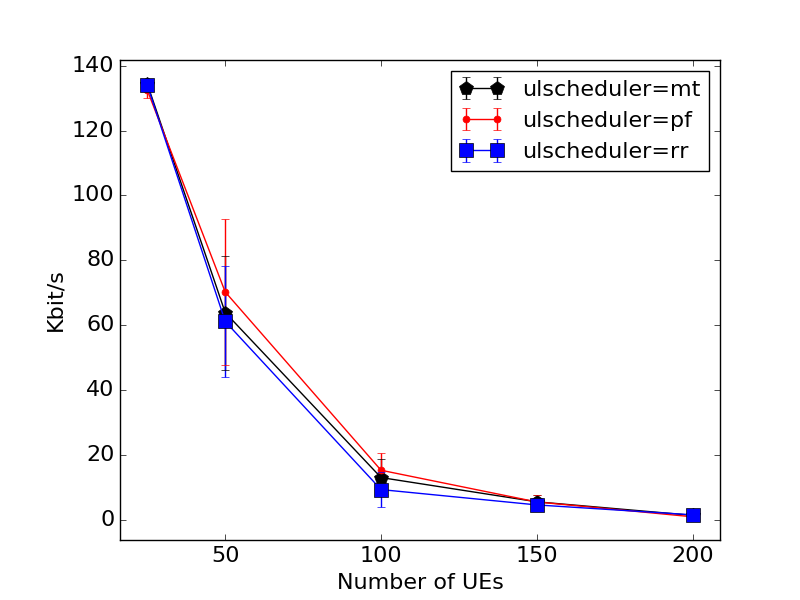 140
120
100
80
60
40
20
0
Kbit/s
ulscheduler=mt
ulscheduler=pf
ulscheduler=rr
50 100 150 200
Number of UEs